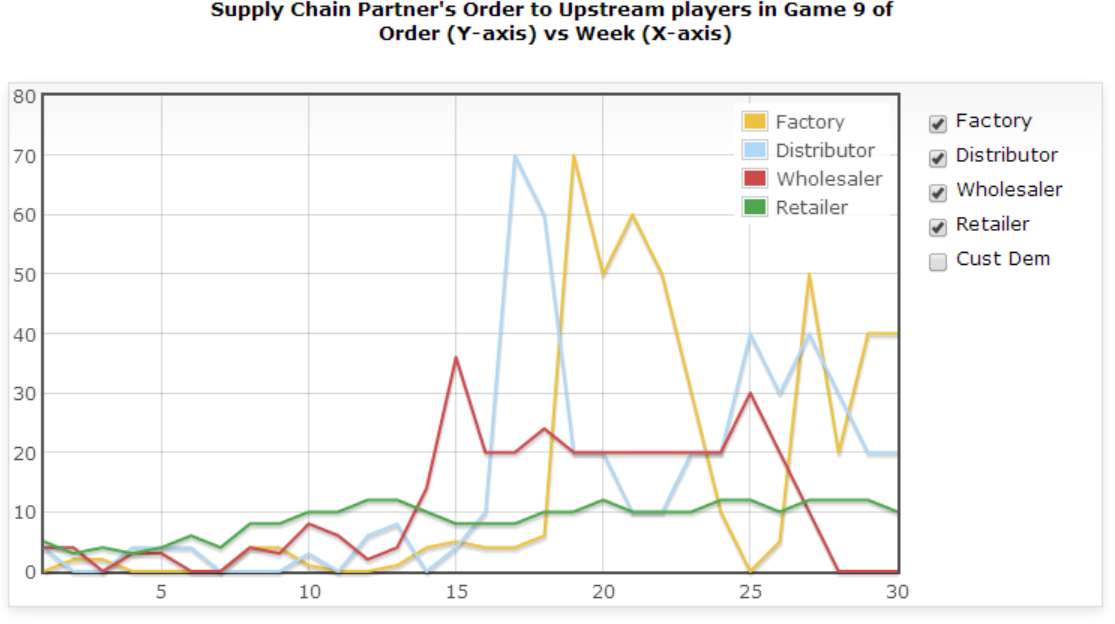 Supply Chain Partner's Order to Upstream players in Game 9 of
Order (Y-axis) vs Week (X-axis)
80
70
60
50
40
30
20
10
0
5
10
15
20
25
30
Factory
Distributor
Wholesaler
Retailer
Factory
Distributor
Wholesaler
Retailer
Cust Dem